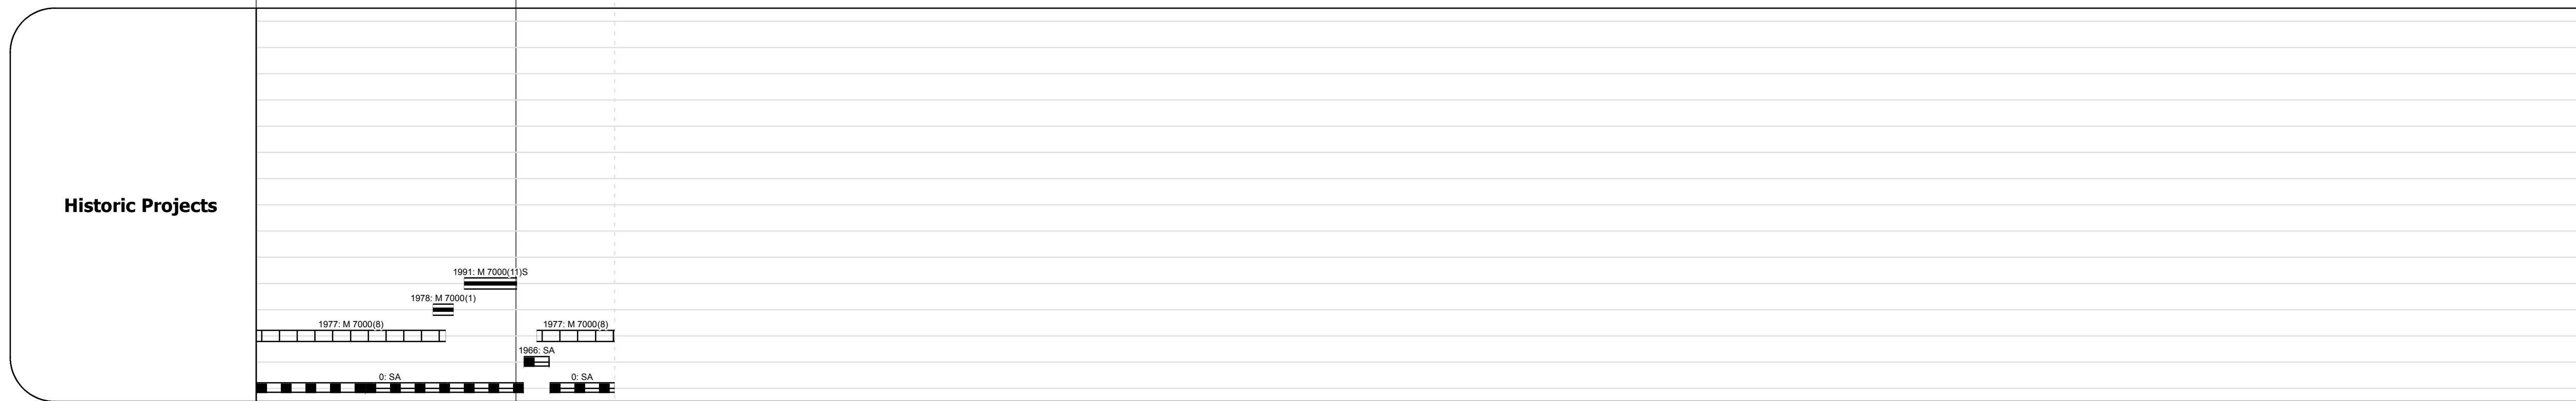 Historic Projects
1991: M 7000(11)S
1978: M 7000(1)
1977: M 7000(8) 1977: M 7000(8)
1966: SA
0: SA 0: SA